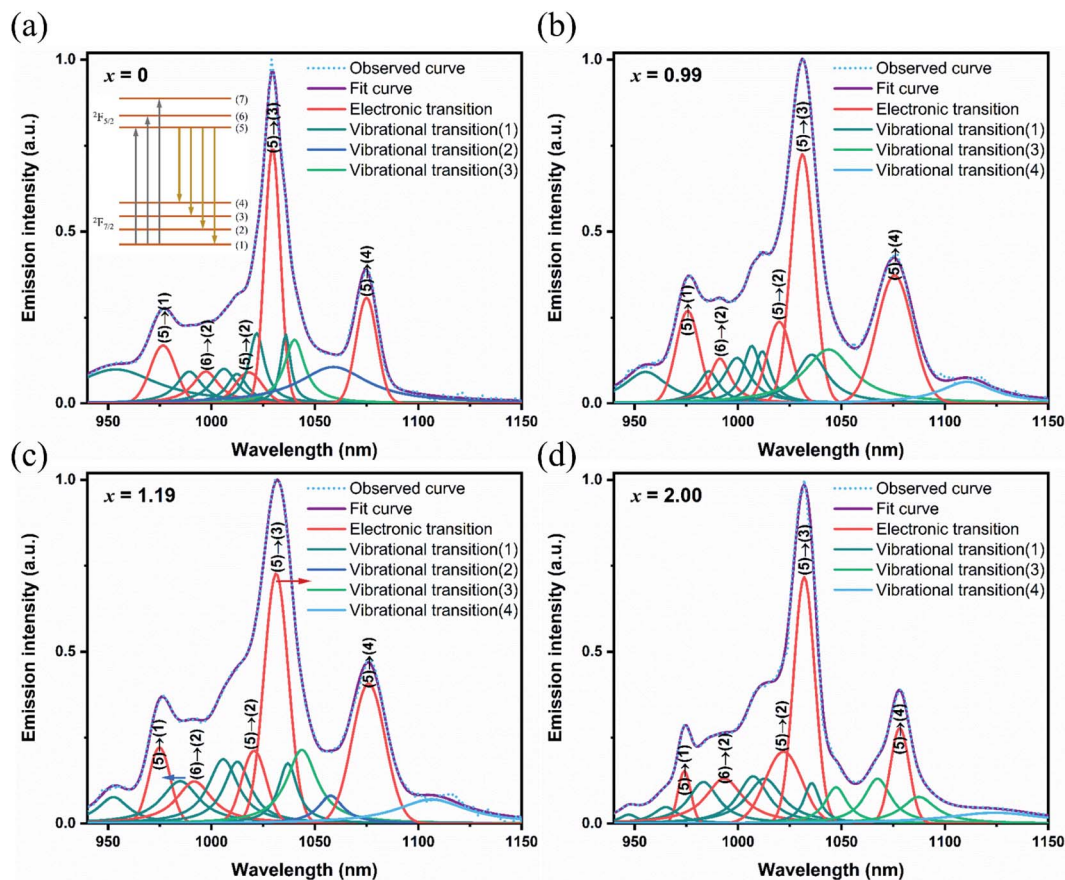 (a)
x = 0
Observed curve
Fit curve
Electronic transition
Vibrational transition(1)
Vibrational transition(2)
Vibrational transition(3)
²F₅/₂
²F₇/₂
(7)
(6)
(5)
(4)
(3)
(2)
(1)
(5)→(1)
(6)→(2)
(5)→(2)
(5)→(3)
(5)→(4)
Emission intensity (a.u.)
1.0
0.5
0.0
950 1000 1050 1100 1150
Wavelength (nm)
(b)
x = 0.99
Observed curve
Fit curve
Electronic transition
Vibrational transition(1)
Vibrational transition(3)
Vibrational transition(4)
(5)→(1)
(6)→(2)
(5)→(2)
(5)→(3)
(5)→(4)
Emission intensity (a.u.)
1.0
0.5
0.0
950 1000 1050 1100 1150
Wavelength (nm)
(c)
x = 1.19
Observed curve
Fit curve
Electronic transition
Vibrational transition(1)
Vibrational transition(2)
Vibrational transition(3)
Vibrational transition(4)
(5)→(1)
(6)→(2)
(5)→(2)
(5)→(3)
(5)→(4)
Emission intensity (a.u.)
1.0
0.5
0.0
950 1000 1050 1100 1150
Wavelength (nm)
(d)
x = 2.00
Observed curve
Fit curve
Electronic transition
Vibrational transition(1)
Vibrational transition(3)
Vibrational transition(4)
(5)→(1)
(6)→(2)
(5)→(2)
(5)→(3)
(5)→(4)
Emission intensity (a.u.)
1.0
0.5
0.0
950 1000 1050 1100 1150
Wavelength (nm)